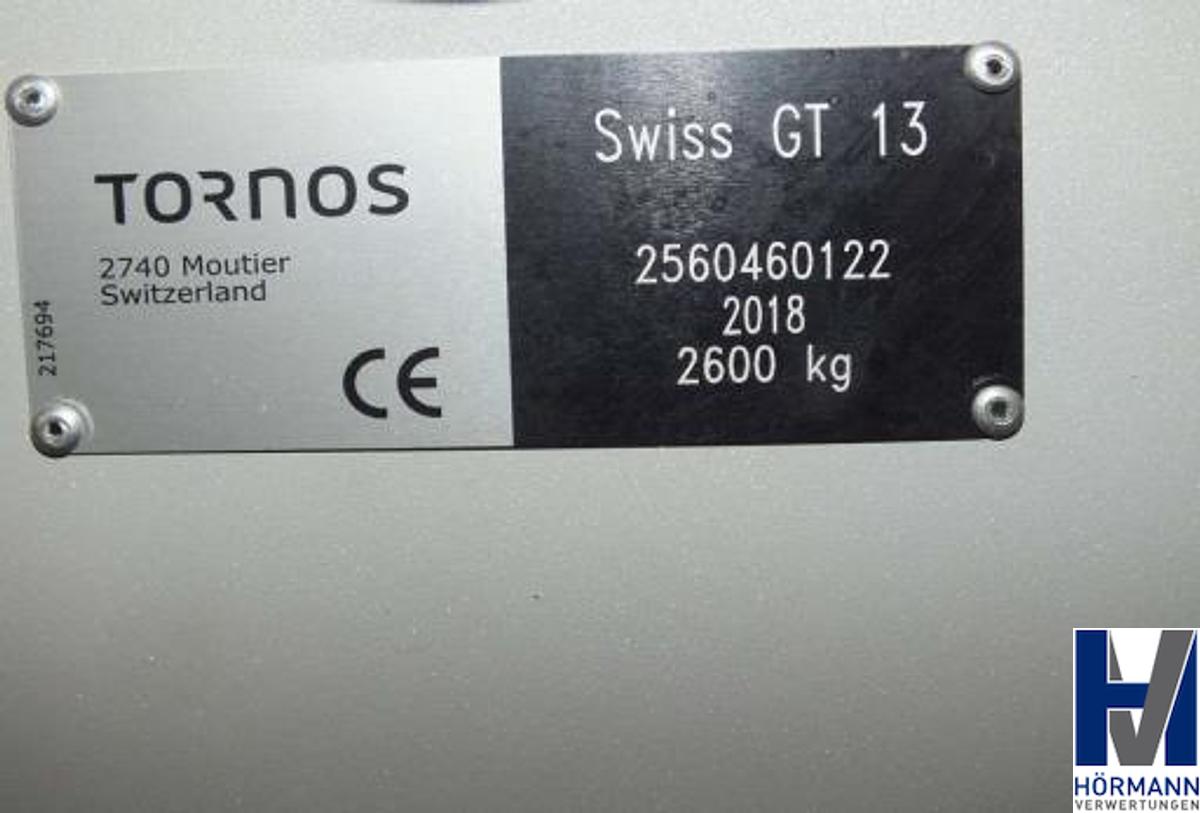 TORNOS
2740 Moutier
Switzerland
217694
CE
Swiss GT 13
2560460122
2018
2600 kg
HÖRMANN
VERWERTUNGEN